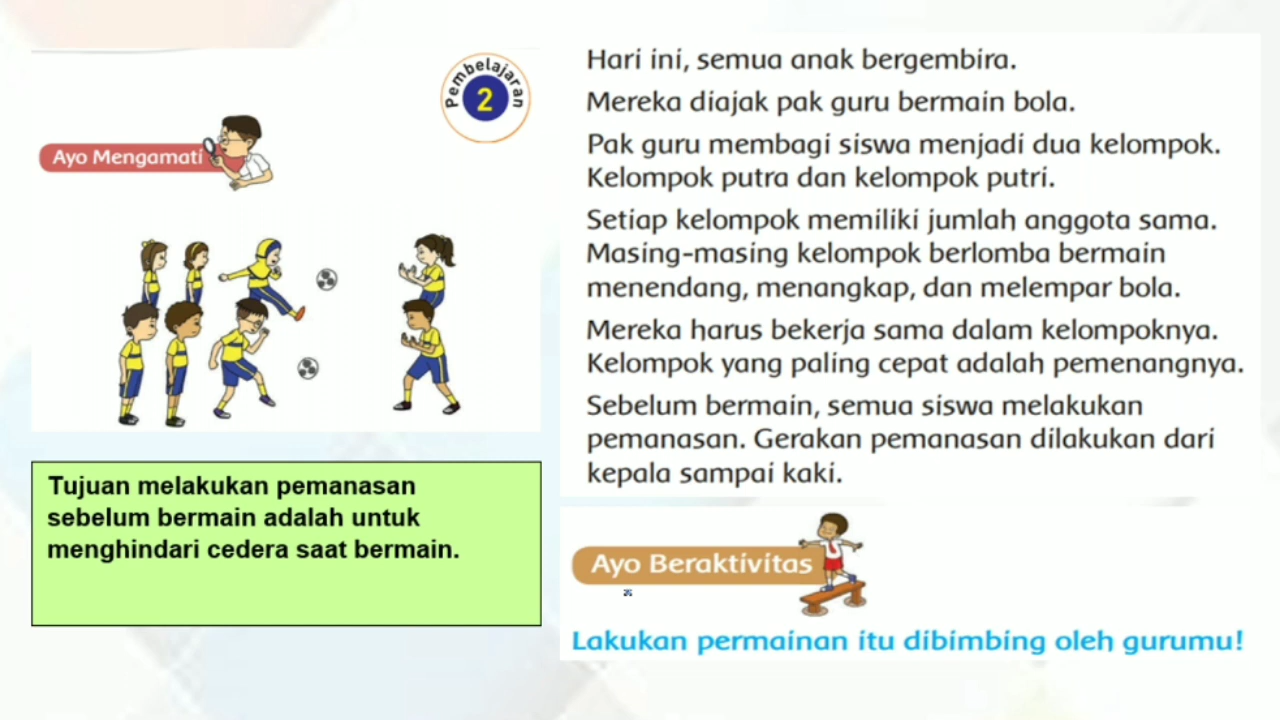 Pembelajaran
2
Ayo Mengamati
Tujuan melakukan pemanasan
sebelum bermain adalah untuk
menghindari cedera saat bermain.
Hari ini, semua anak bergembira.
Mereka diajak pak guru bermain bola.
Pak guru membagi siswa menjadi dua kelompok.
Kelompok putra dan kelompok putri.
Setiap kelompok memiliki jumlah anggota sama.
Masing-masing kelompok berlomba bermain
menendang, menangkap, dan melempar bola.
Mereka harus bekerja sama dalam kelompoknya.
Kelompok yang paling cepat adalah pemenangnya.
Sebelum bermain, semua siswa melakukan
pemanasan. Gerakan pemanasan dilakukan dari
kepala sampai kaki.
Ayo Beraktivitas
Lakukan permainan itu dibimbing oleh gurumu!